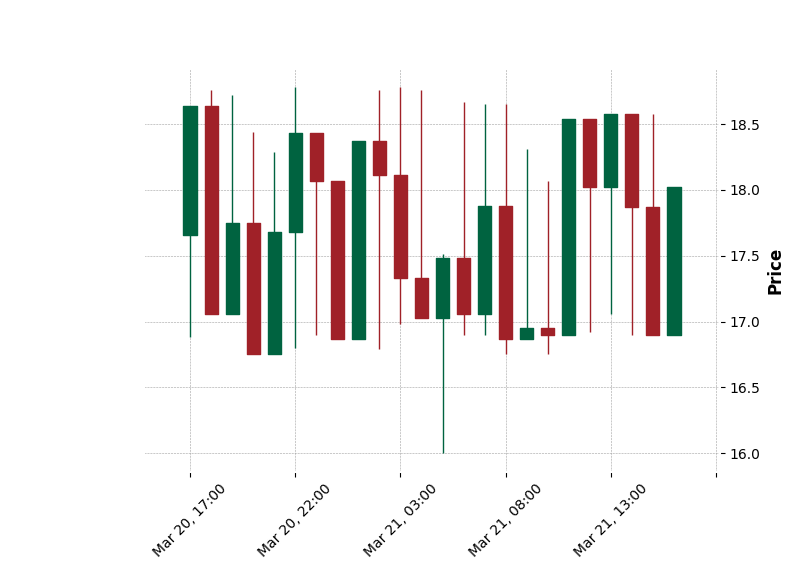 18.5
18.0
17.5
17.0
16.5
16.0
Price
Mar 20, 17:00
Mar 20, 22:00
Mar 21, 03:00
Mar 21, 08:00
Mar 21, 13:00